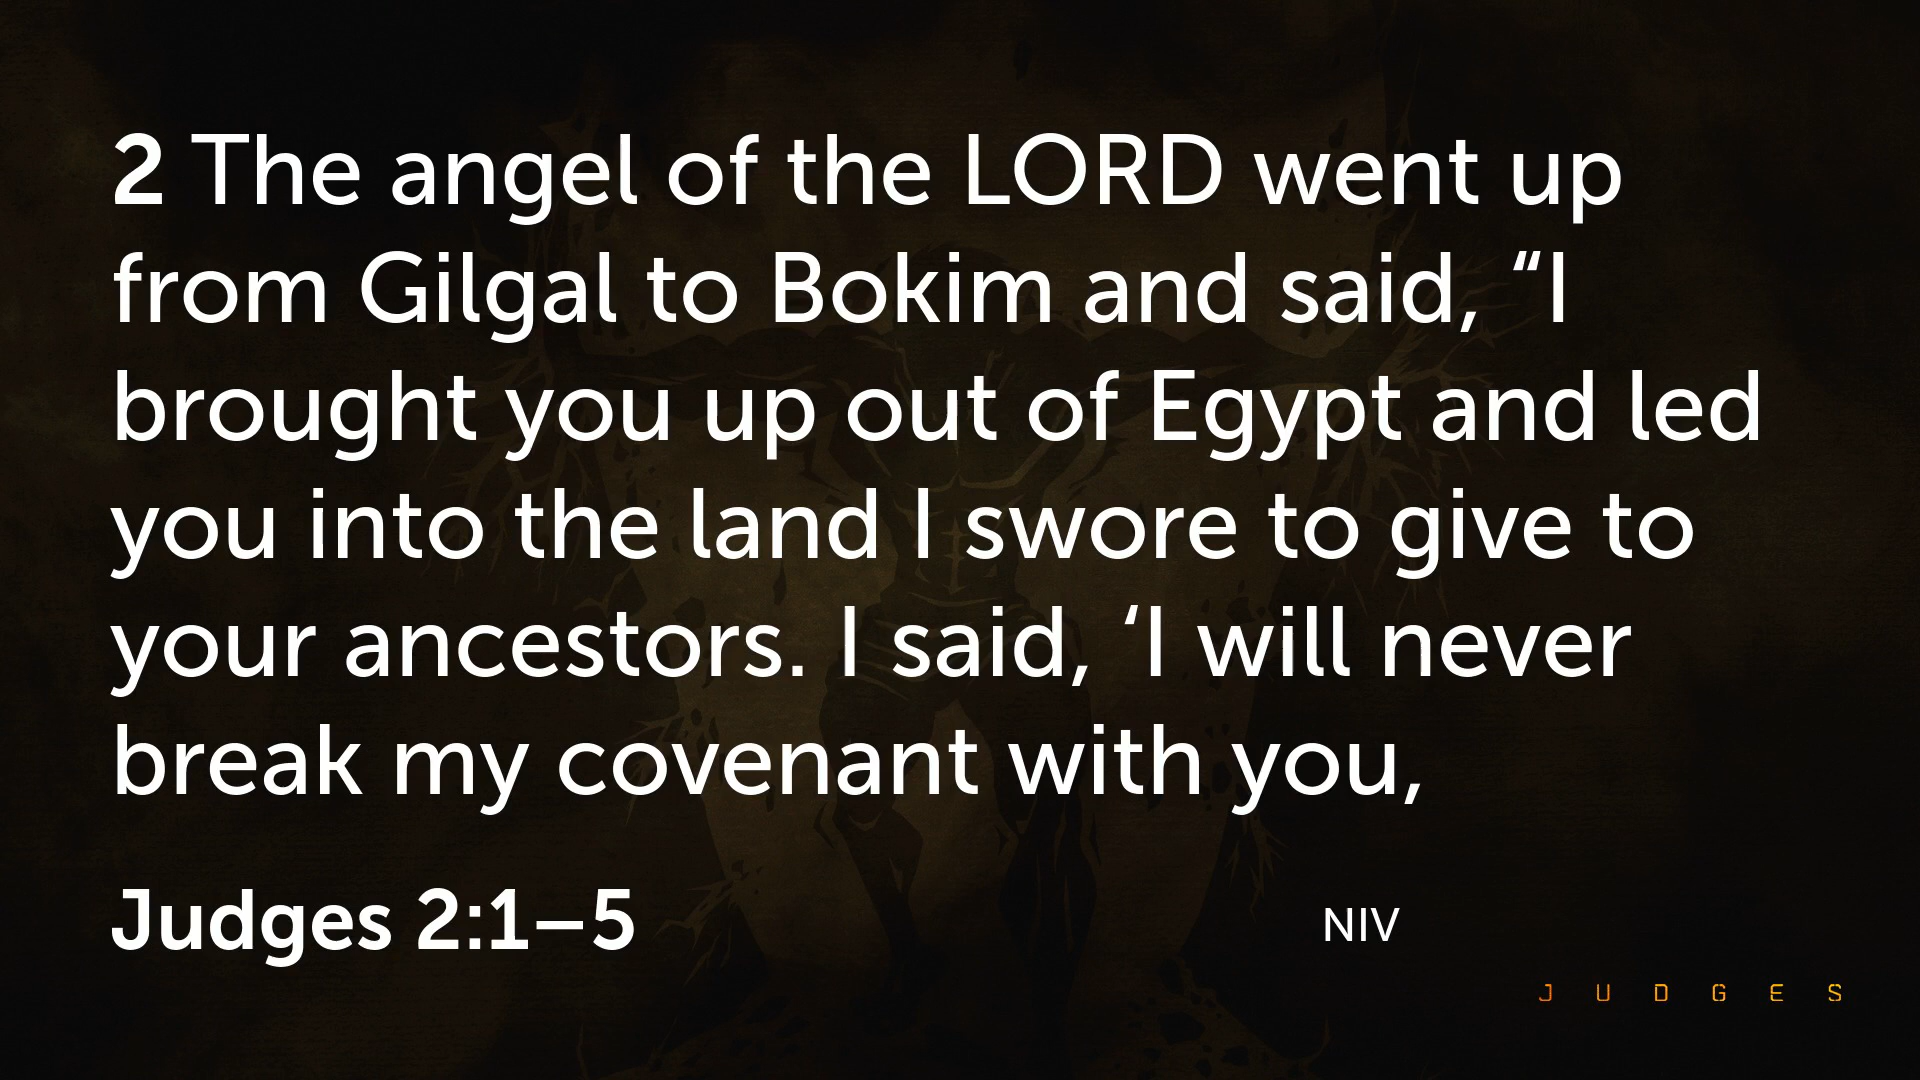 2 The angel of the LORD went up
from Gilgal to Bokim and said, “I
brought you up out of Egypt and led
you into the land I swore to give to
your ancestors. I said, ‘I will never
break my covenant with you,
Judges 2:1–5
NIV
JUDGES